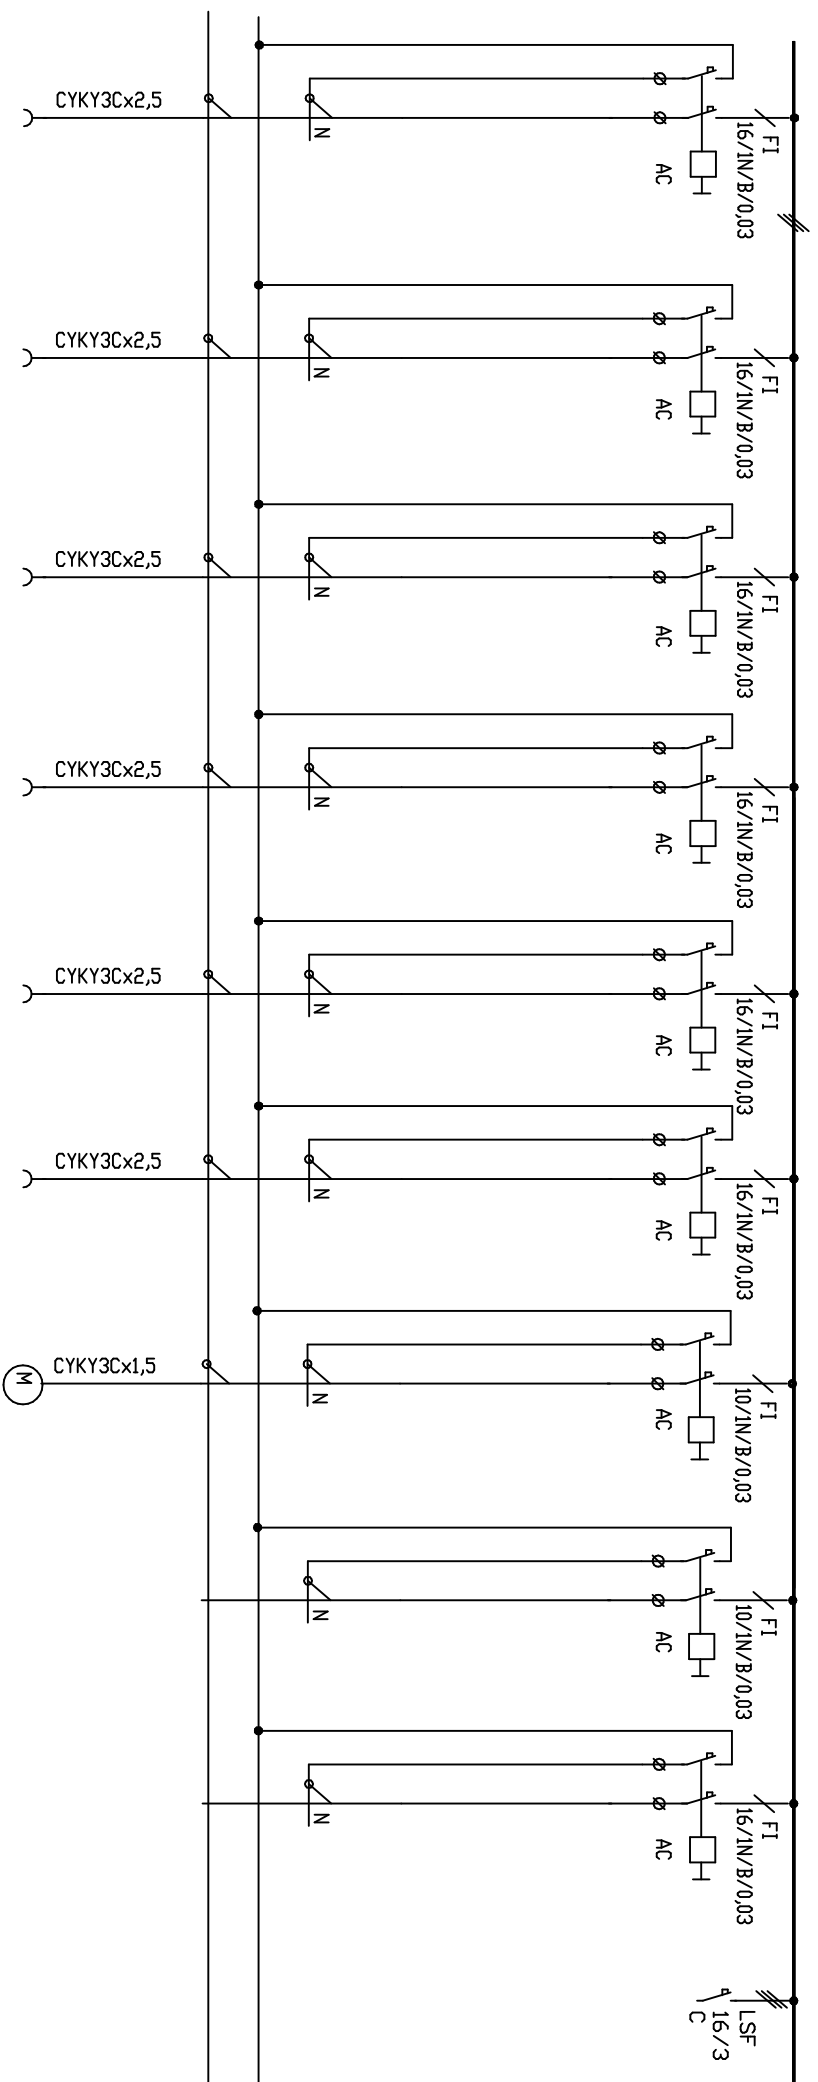 CYKY3Cx2,5
N
AC
FI
16/1N/B/0,03
CYKY3Cx2,5
N
AC
FI
16/1N/B/0,03
CYKY3Cx2,5
N
AC
FI
16/1N/B/0,03
CYKY3Cx2,5
N
AC
FI
16/1N/B/0,03
CYKY3Cx2,5
N
AC
FI
16/1N/B/0,03
CYKY3Cx2,5
N
AC
FI
16/1N/B/0,03
M
CYKY3Cx1,5
N
AC
FI
10/1N/B/0,03
N
AC
FI
10/1N/B/0,03
N
AC
FI
16/1N/B/0,03
LSF
16/3
C